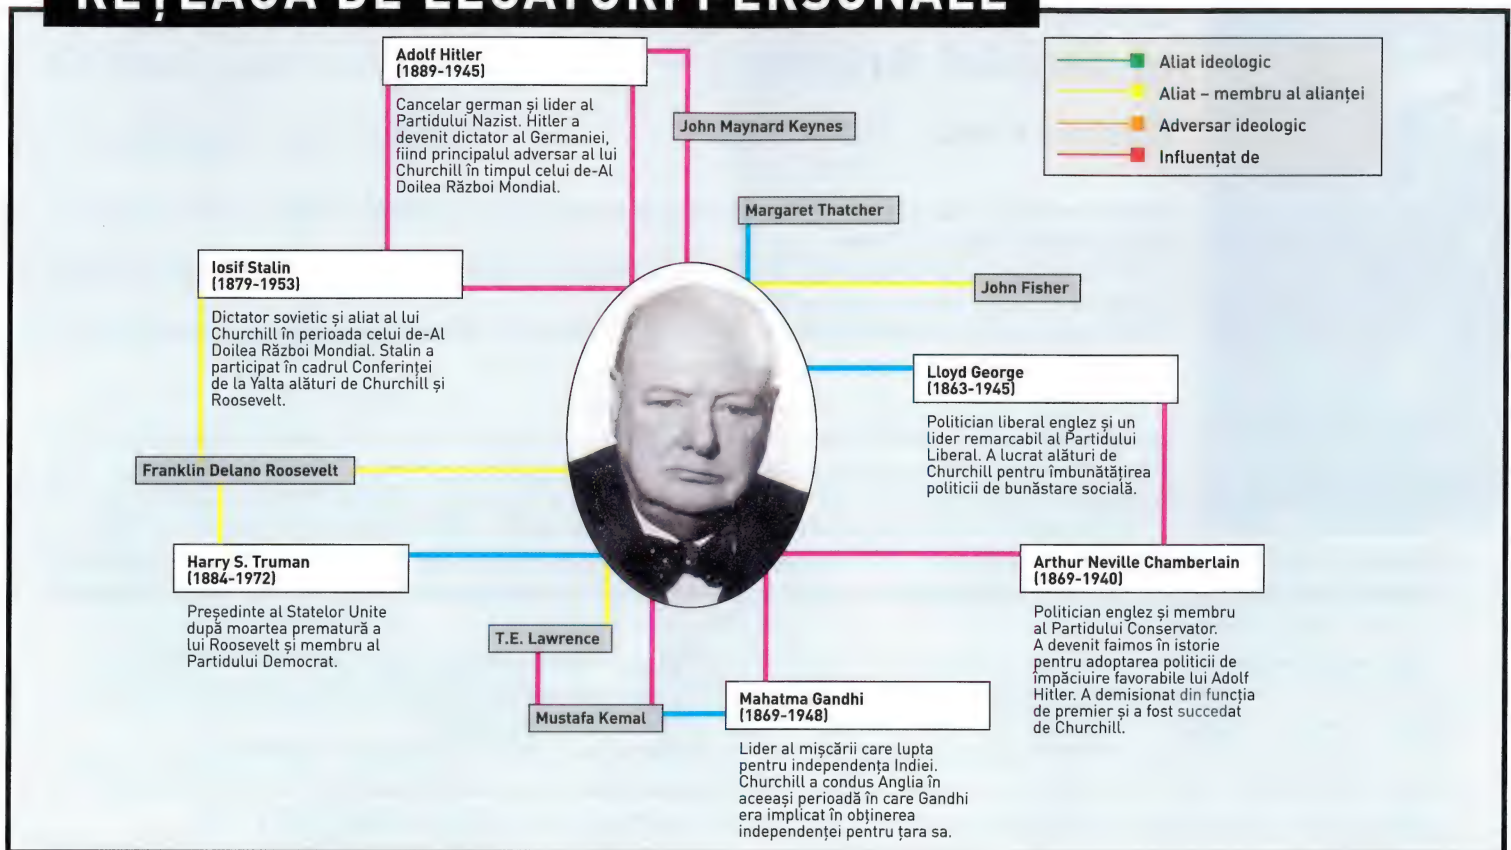 REȚEAUA DE LEGĂTURI PERSONALE
Adolf Hitler
(1889-1945)
Cancelar german și lider al
Partidului Nazist. Hitler a
devenit dictator al Germaniei,
fiind principalul adversar al lui
Churchill în timpul celui de-Al
Doilea Război Mondial.
John Maynard Keynes
Aliat ideologic
Aliat – membru al alianței
Adversar ideologic
Influențat de
Margaret Thatcher
John Fisher
Iosif Stalin
(1879-1953)
Dictator sovietic și aliat al lui
Churchill în perioada celui de-Al
Doilea Război Mondial. Stalin a
participat în cadrul Conferinței
de la Yalta alături de Churchill și
Roosevelt.
Lloyd George
(1863-1945)
Politician liberal englez și un
lider remarcabil al Partidului
Liberal. A lucrat alături de
Churchill pentru îmbunătățirea
politicii de bunăstare socială.
Franklin Delano Roosevelt
Harry S. Truman
(1884-1972)
Președinte al Statelor Unite
după moartea prematură a
lui Roosevelt și membru al
Partidului Democrat.
T.E. Lawrence
Mustafa Kemal
Mahatma Gandhi
(1869-1948)
Lider al mișcării care lupta
pentru independența Indiei.
Churchill a condus Anglia în
aceeași perioadă în care Gandhi
era implicat în obținerea
independenței pentru țara sa.
Arthur Neville Chamberlain
(1869-1940)
Politician englez și membru
al Partidului Conservator.
A devenit faimos în istorie
pentru adoptarea politicii de
împăciuire favorabile lui Adolf
Hitler. A demisionat din funcția
de premier și a fost succedat
de Churchill.